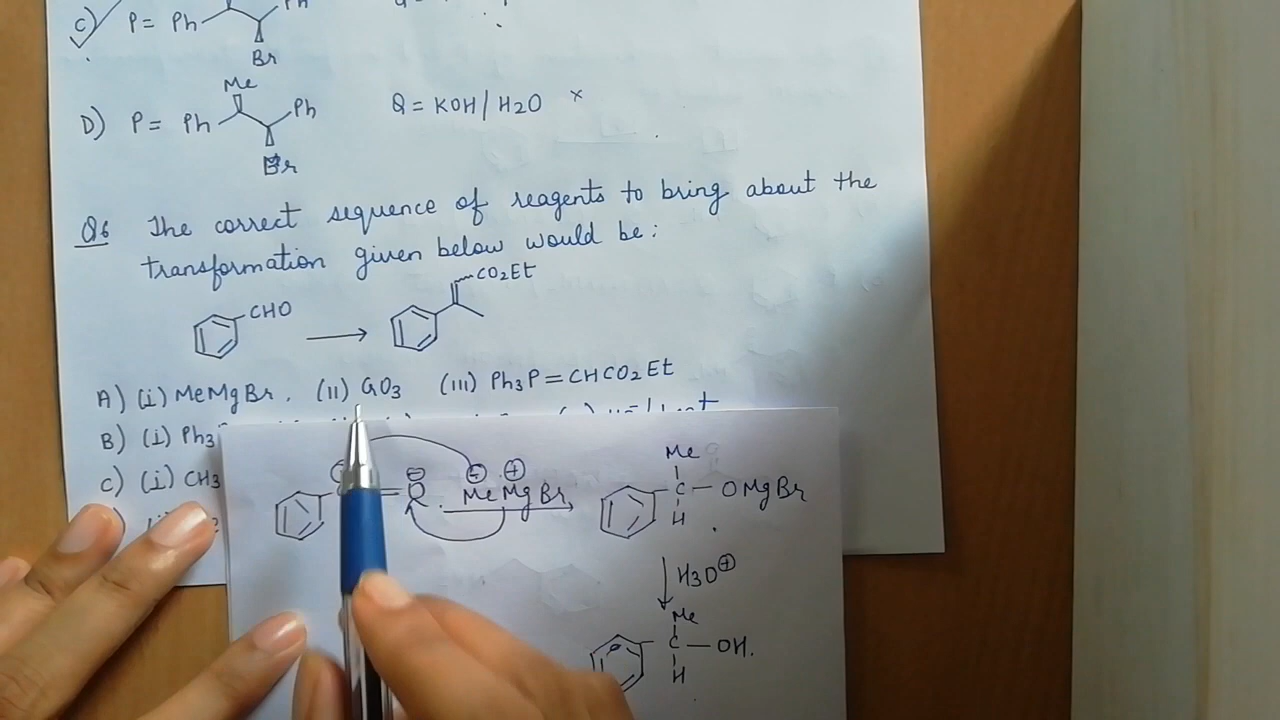 C) P = Ph Ph
Br
Me
D) P = Ph Ph Q = KOH / H2O ×
Br
Q6 The correct sequence of reagents to bring about the
transformation given below would be:
CHO → CO2Et
A) (i) MeMgBr. (ii) CrO3 (iii) Ph3P = CHCO2Et
B) (i) Ph3
C) (i) CH3
⊖ ⊖ ⊕ Me
MeMgBr C — OMgBr
H
H3O⊕
Me
C — OH.
H